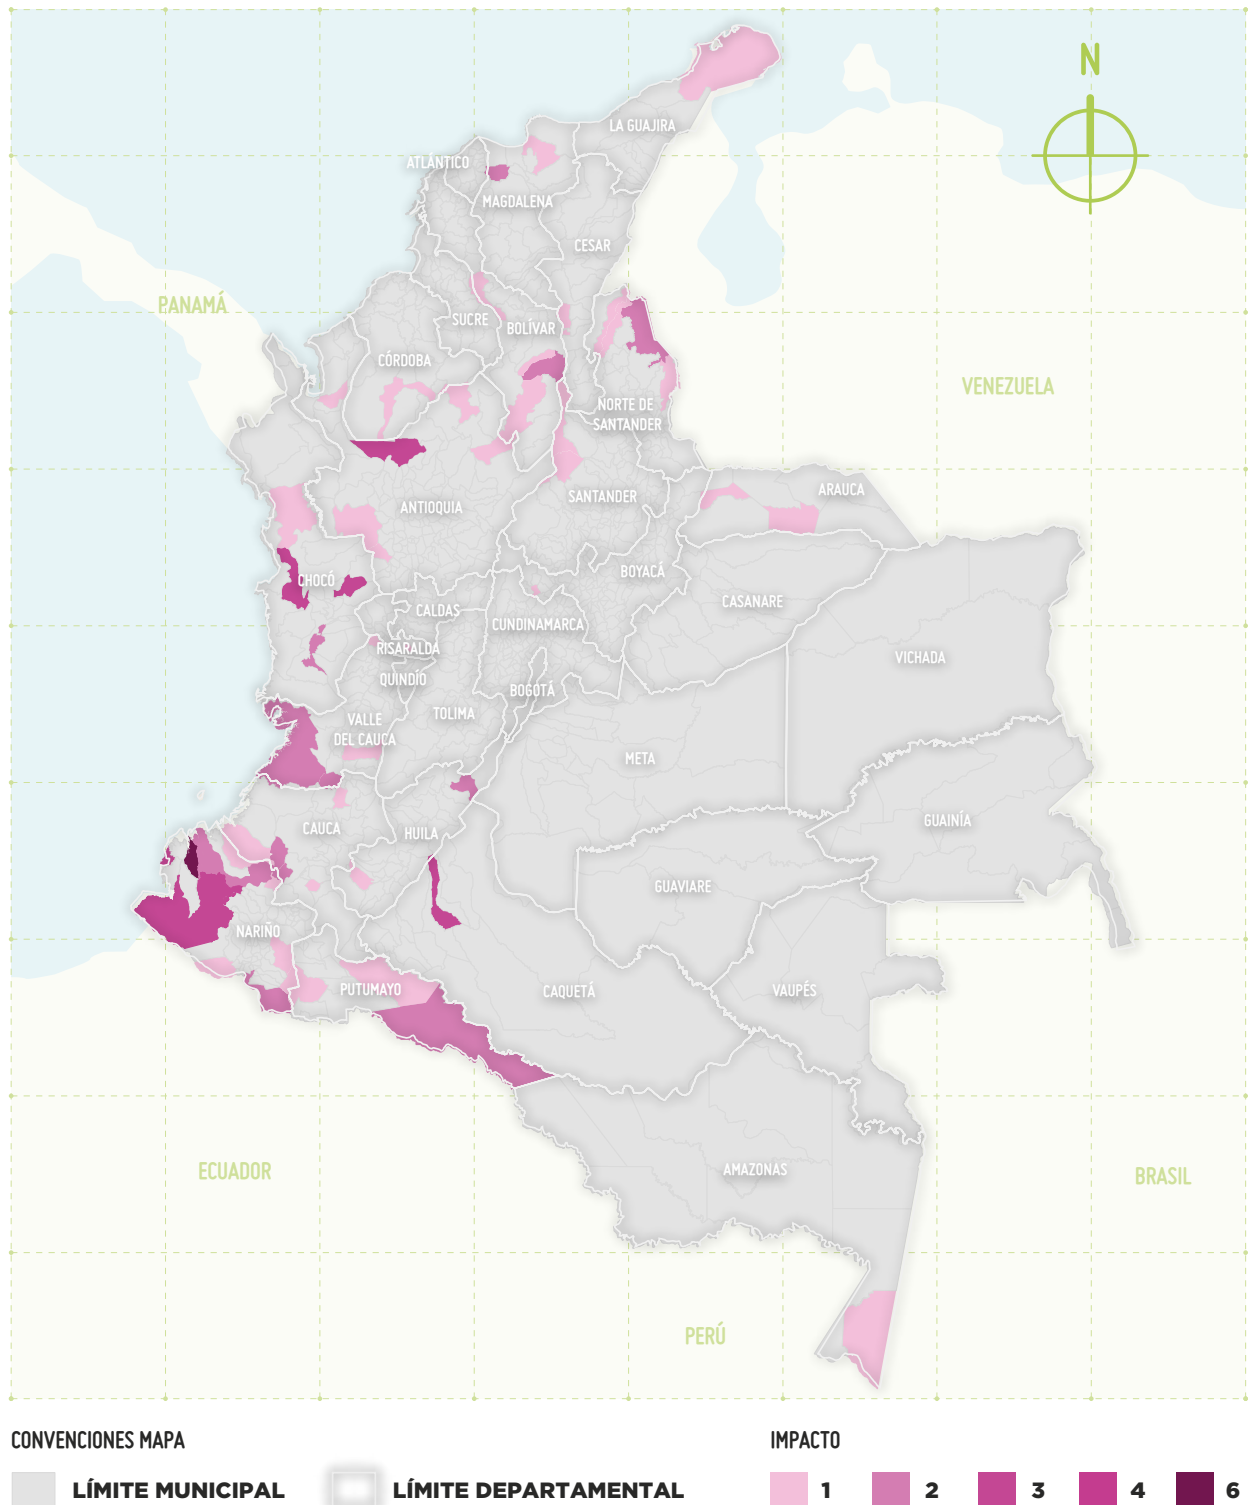 N
LA GUAJIRA
ATLÁNTICO
MAGDALENA
CESAR
PANAMÁ
SUCRE
BOLÍVAR
CÓRDOBA
VENEZUELA
NORTE DE
SANTANDER
ARAUCA
SANTANDER
ANTIOQUIA
BOYACÁ
CHOCÓ
CASANARE
CALDAS
CUNDINAMARCA
RISARALDA
VICHADA
QUINDÍO
BOGOTÁ
TOLIMA
VALLE
DEL CAUCA
META
GUAINÍA
CAUCA
HUILA
GUAVIARE
NARIÑO
PUTUMAYO
CAQUETÁ
VAUPÉS
ECUADOR
AMAZONAS
BRASIL
PERÚ
CONVENCIONES MAPA
LÍMITE MUNICIPAL
LÍMITE DEPARTAMENTAL
IMPACTO
1
2
3
4
6